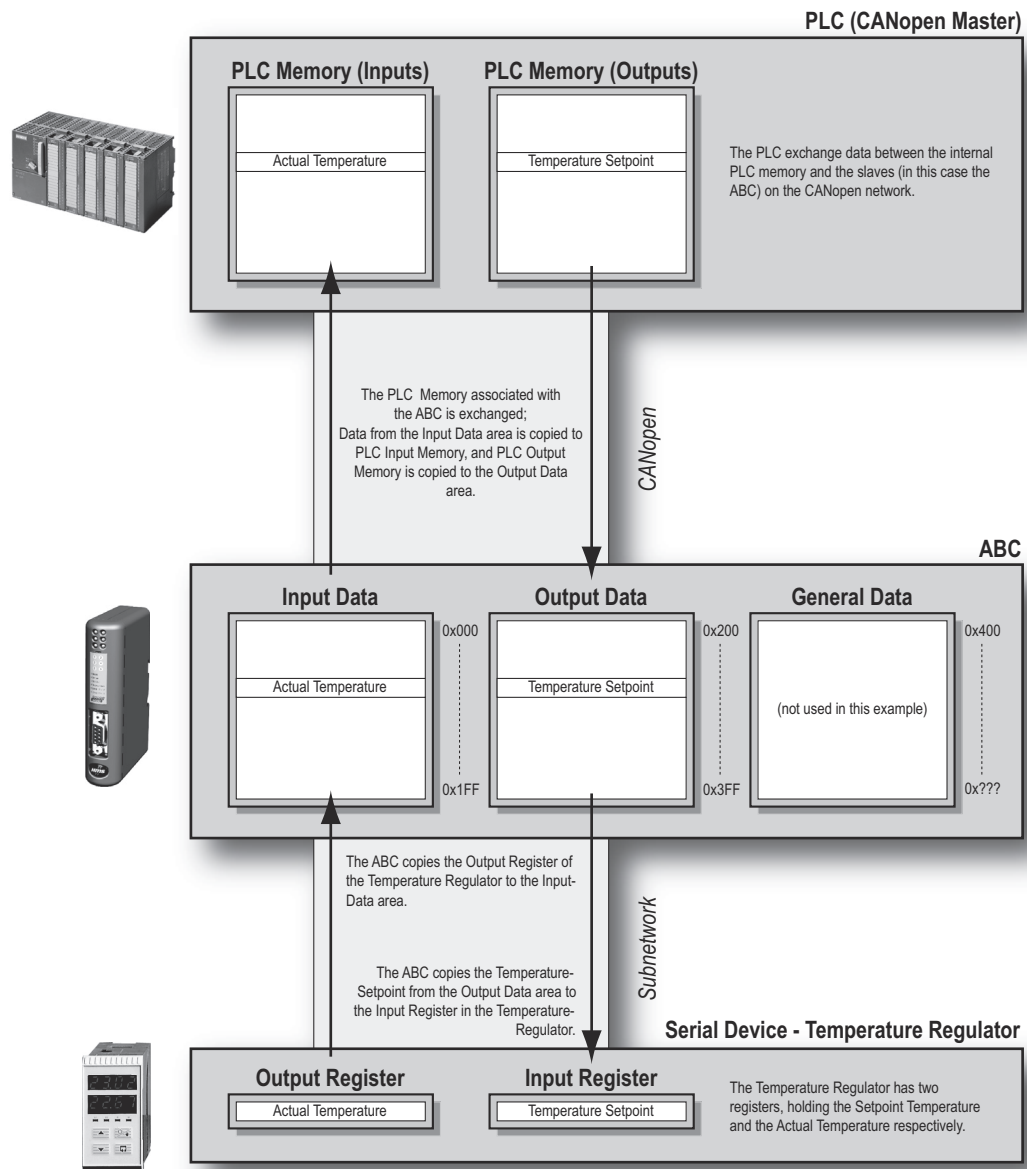 PLC (CANopen Master)
PLC Memory (Inputs)
PLC Memory (Outputs)
Actual Temperature
Temperature Setpoint
The PLC exchange data between the internal
PLC memory and the slaves (in this case the
ABC) on the CANopen network.
The PLC Memory associated with
the ABC is exchanged;
Data from the Input Data area is copied to
PLC Input Memory, and PLC Output
Memory is copied to the Output Data
area.
CANopen
ABC
Input Data
Output Data
General Data
0x000
0x200
0x400
Actual Temperature
Temperature Setpoint
(not used in this example)
0x1FF
0x3FF
0x???
The ABC copies the Output Register of
the Temperature Regulator to the Input-
Data area.
The ABC copies the Temperature-
Setpoint from the Output Data area to
the Input Register in the Temperature-
Regulator.
Subnetwork
Serial Device - Temperature Regulator
Output Register
Input Register
Actual Temperature
Temperature Setpoint
The Temperature Regulator has two
registers, holding the Setpoint Temperature
and the Actual Temperature respectively.